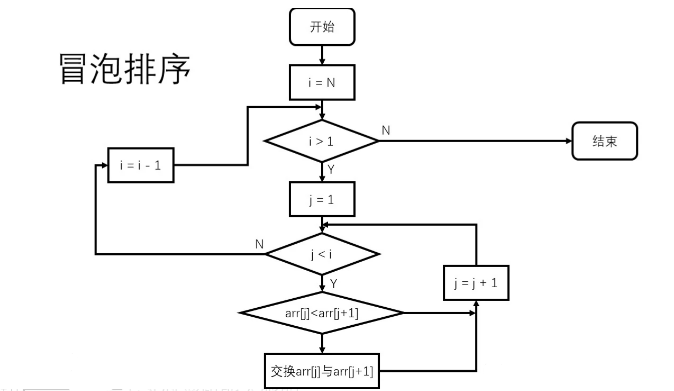 冒泡排序
开始
i = N
i > 1
N
结束
Y
i = i - 1
j = 1
N
j < i
Y
j = j + 1
arr[j]<arr[j+1]
交换arr[j]与arr[j+1]